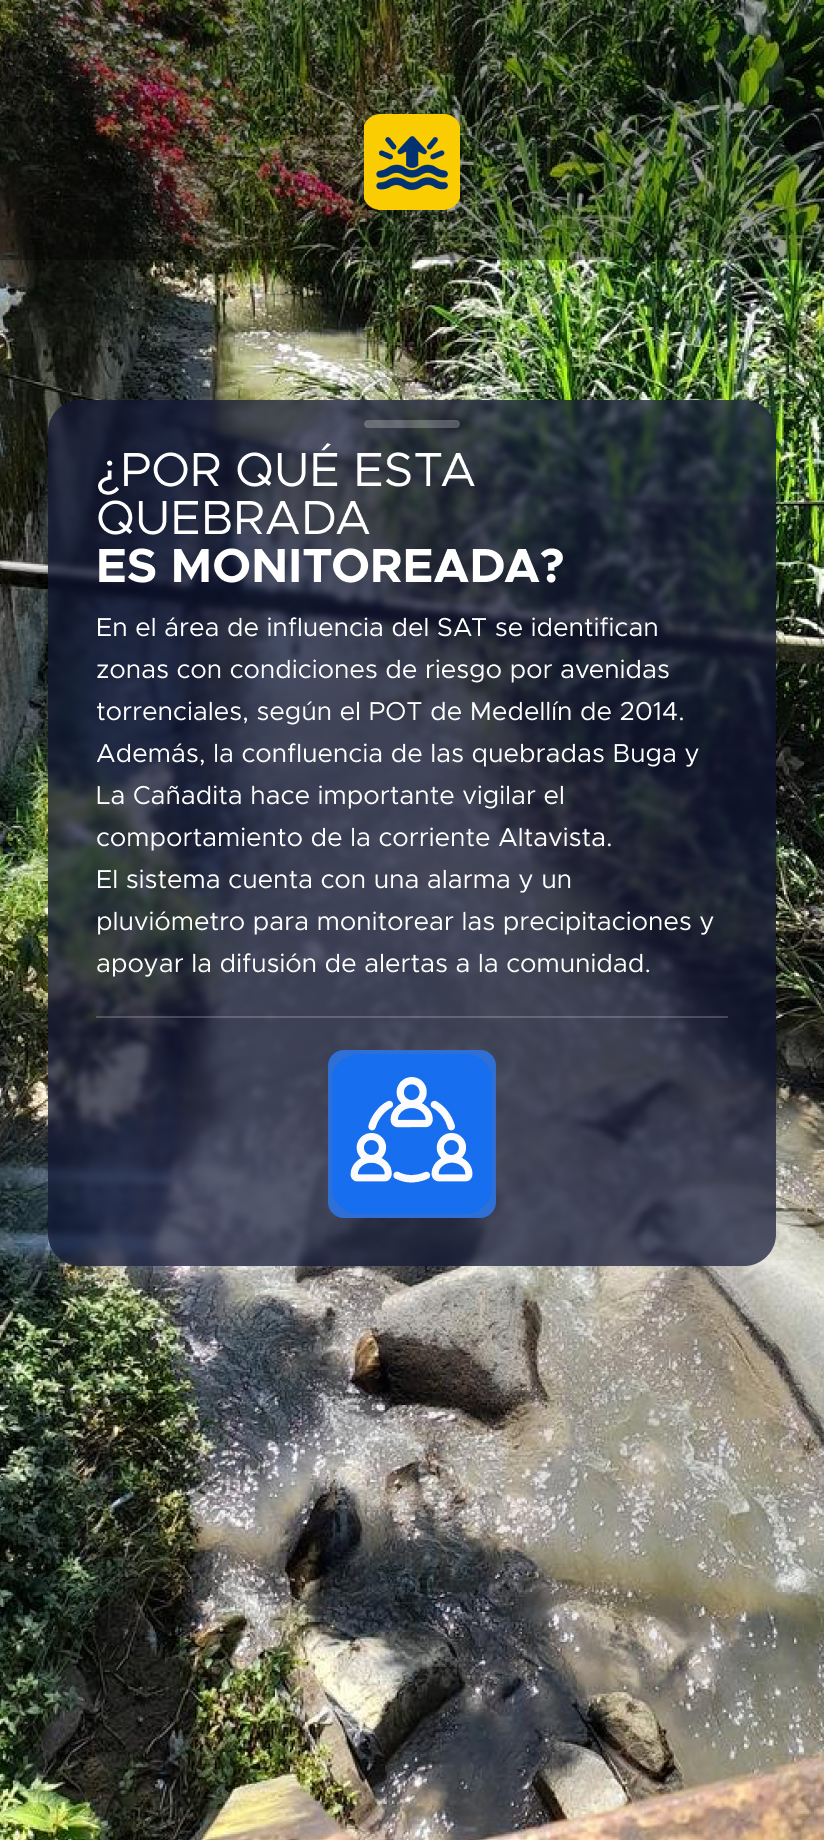 ¿POR QUÉ ESTA
QUEBRADA
ES MONITOREADA?
En el área de influencia del SAT se identifican
zonas con condiciones de riesgo por avenidas
torrenciales, según el POT de Medellín de 2014.
Además, la confluencia de las quebradas Buga y
La Cañadita hace importante vigilar el
comportamiento de la corriente Altavista.
El sistema cuenta con una alarma y un
pluviómetro para monitorear las precipitaciones y
apoyar la difusión de alertas a la comunidad.